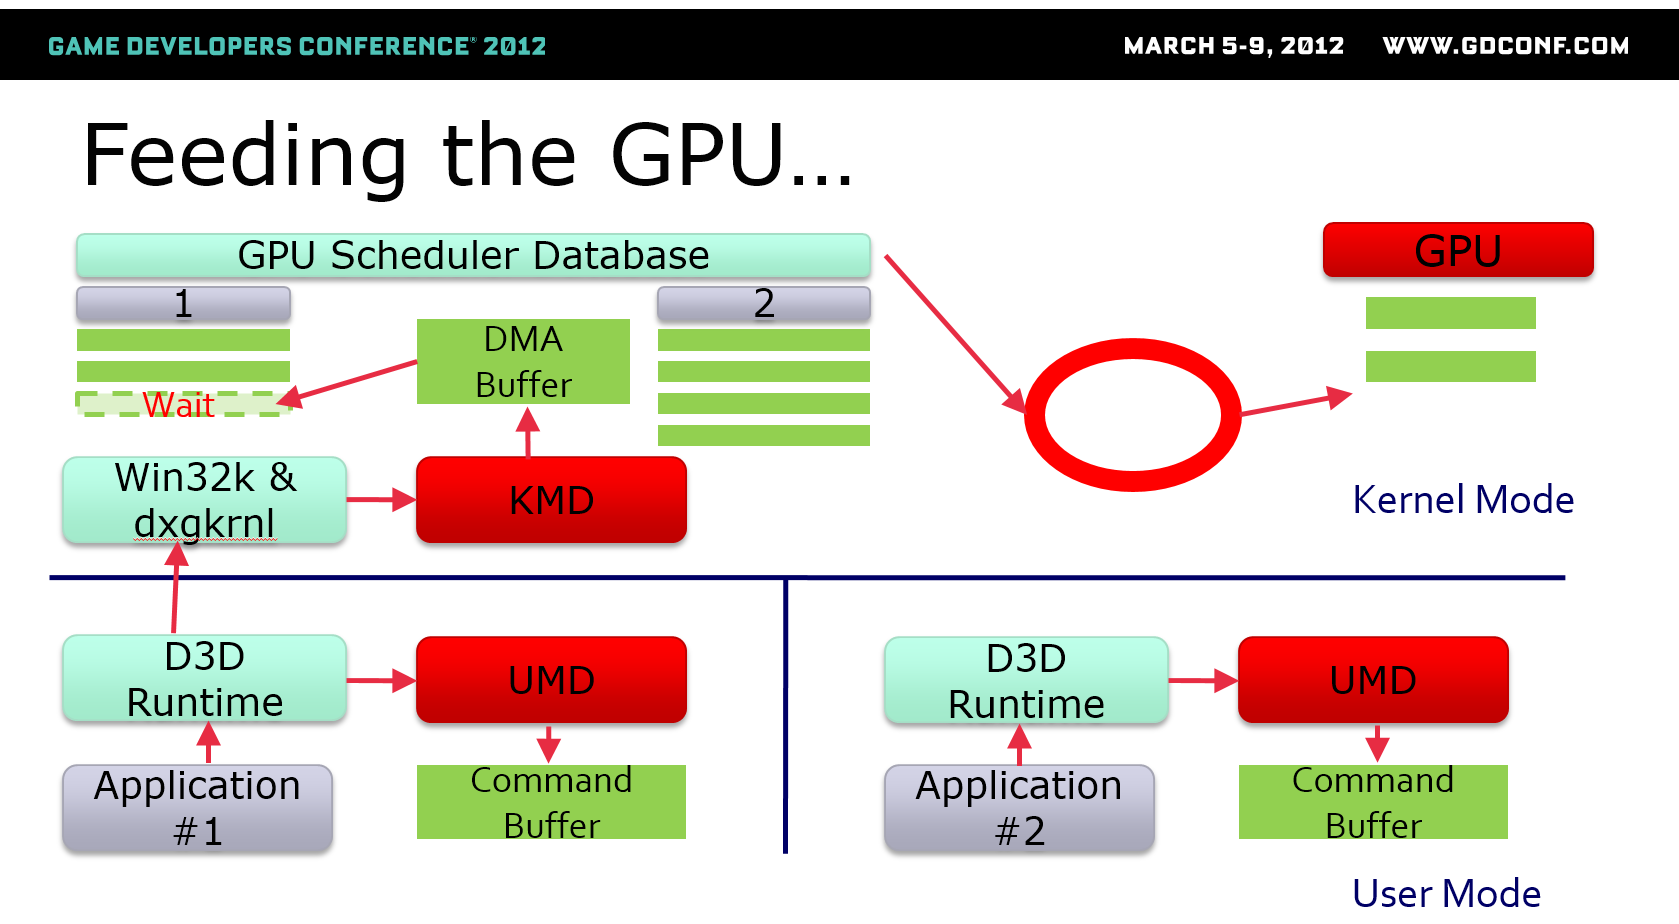 GAME DEVELOPERS CONFERENCE® 2012
MARCH 5-9, 2012 WWW.GDCONF.COM
Feeding the GPU...
GPU Scheduler Database
GPU
1
2
DMA
Buffer
Wait
Win32k &
dxgkrnl
KMD
Kernel Mode
D3D
Runtime
UMD
D3D
Runtime
UMD
Application
#1
Command
Buffer
Application
#2
Command
Buffer
User Mode